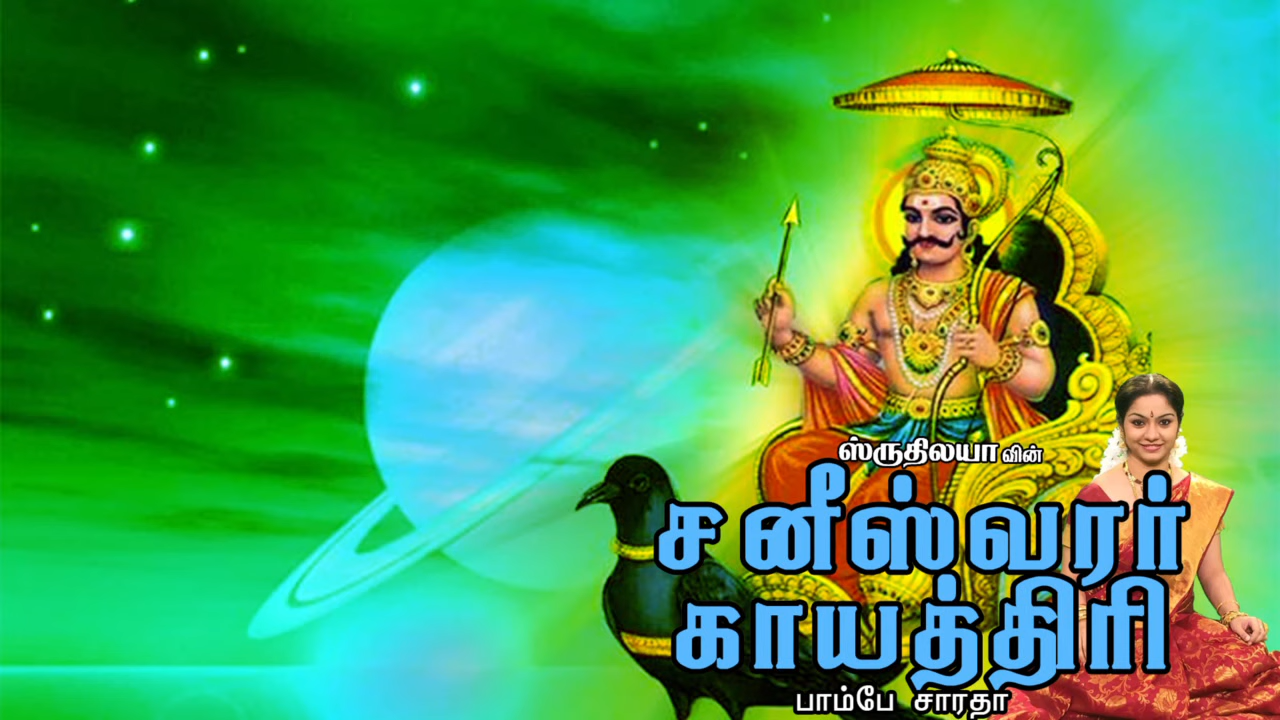 ஸ்ருதிலயா வின்
சனீஸ்வரர்
காயத்திரி
பாம்பே சாரதா